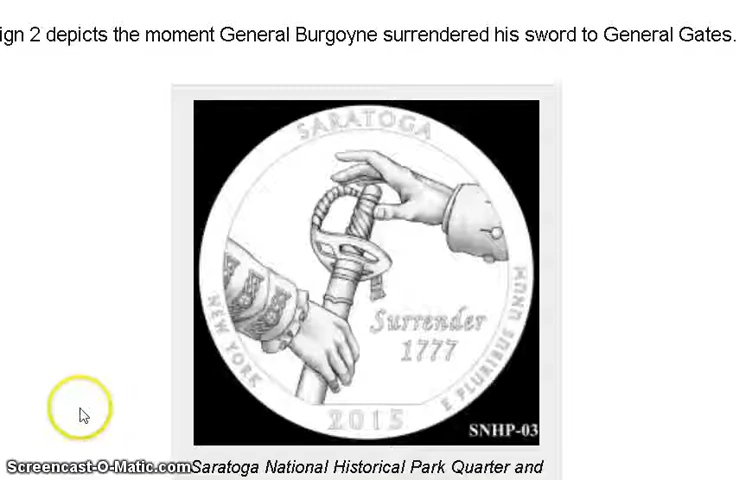 ign 2 depicts the moment General Burgoyne surrendered his sword to General Gates.
SARATOGA
Surrender
1777
NEW YORK
E PLURIBUS UNUM
2015
SNHP-03
Screencast-O-Matic.com
Saratoga National Historical Park Quarter and